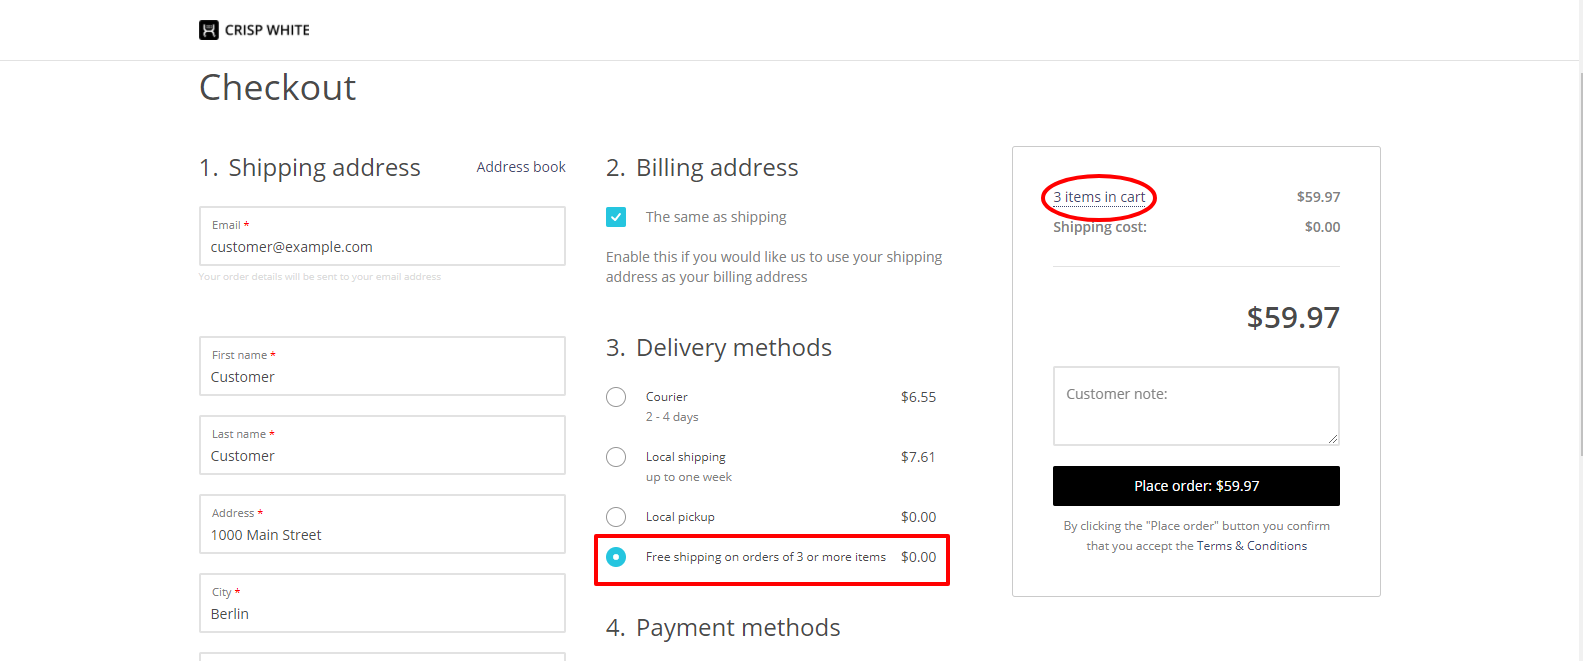 CRISP WHITE
Checkout
1. Shipping address
Address book
Email *
customer@example.com
Your order details will be sent to your email address
First name *
Customer
Last name *
Customer
Address *
1000 Main Street
City *
Berlin
2. Billing address
The same as shipping
Enable this if you would like us to use your shipping
address as your billing address
3. Delivery methods
Courier $6.55
2 - 4 days
Local shipping $7.61
up to one week
Local pickup $0.00
Free shipping on orders of 3 or more items $0.00
4. Payment methods
3 items in cart $59.97
Shipping cost: $0.00
$59.97
Customer note:
Place order: $59.97
By clicking the "Place order" button you confirm
that you accept the Terms & Conditions